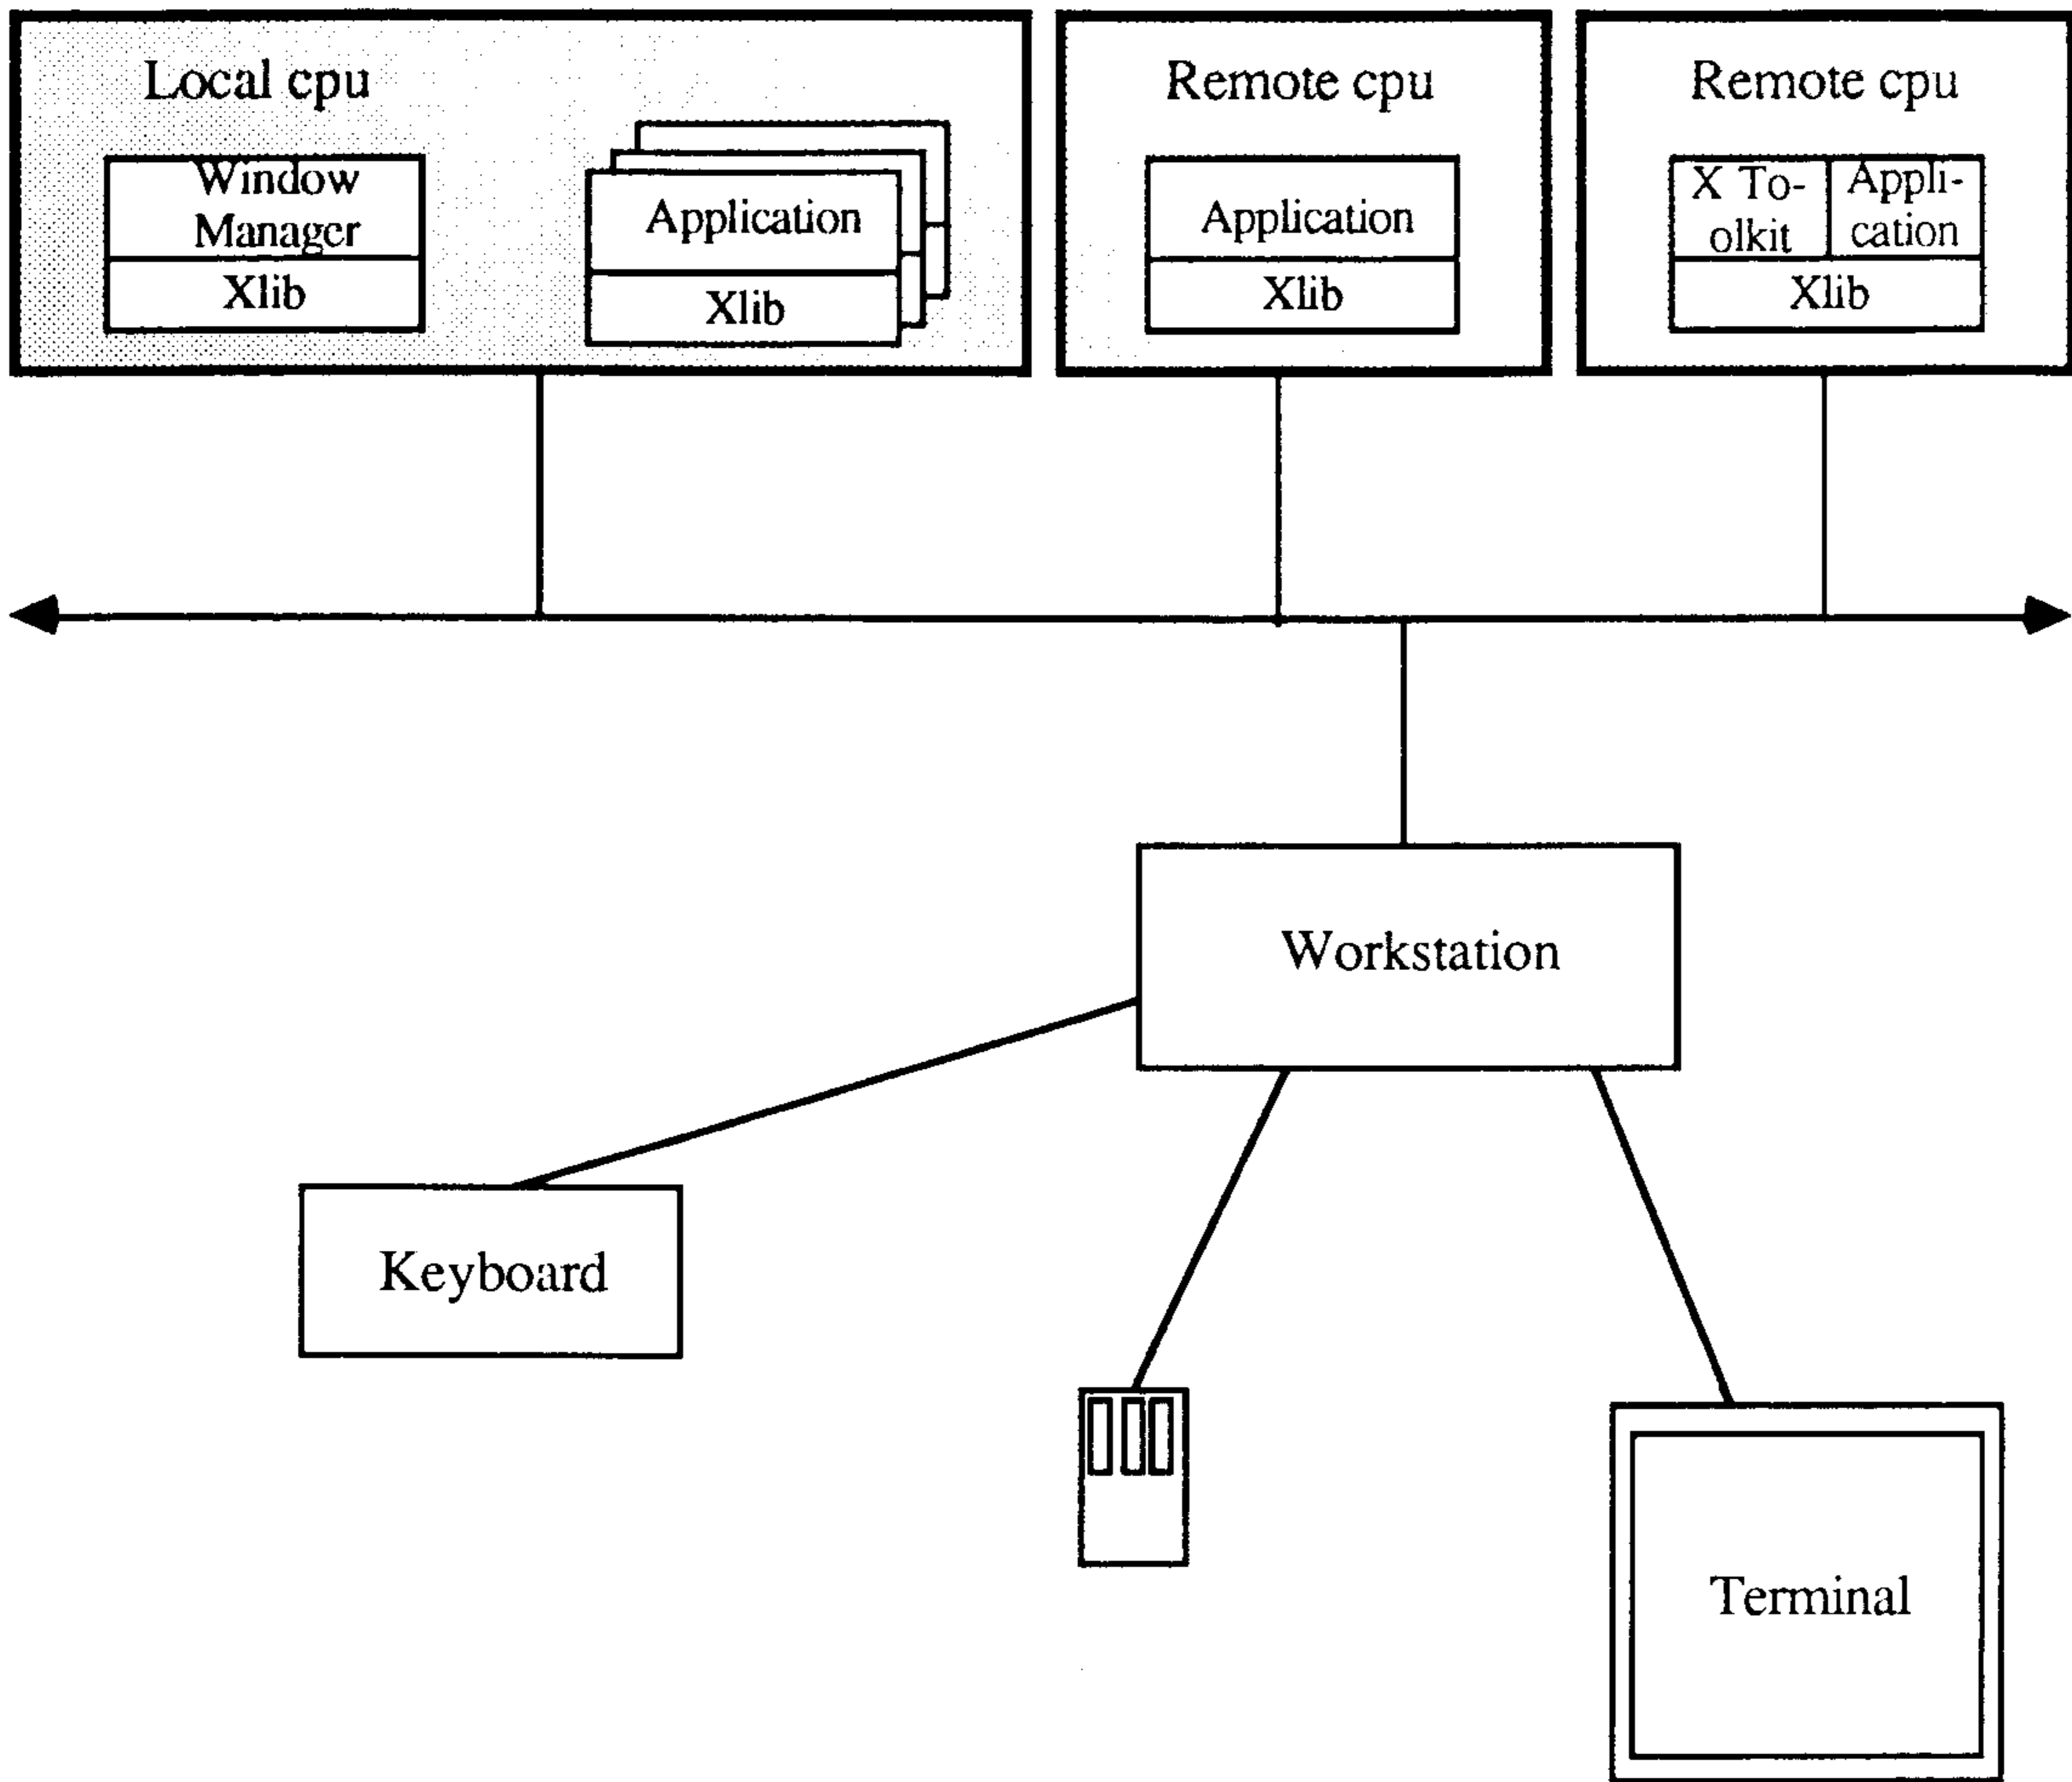 Local cpu
Window
Manager
Xlib
Application
Xlib
Remote cpu
Application
Xlib
Remote cpu
X To-
olkit
Appli-
cation
Xlib
Workstation
Keyboard
Terminal